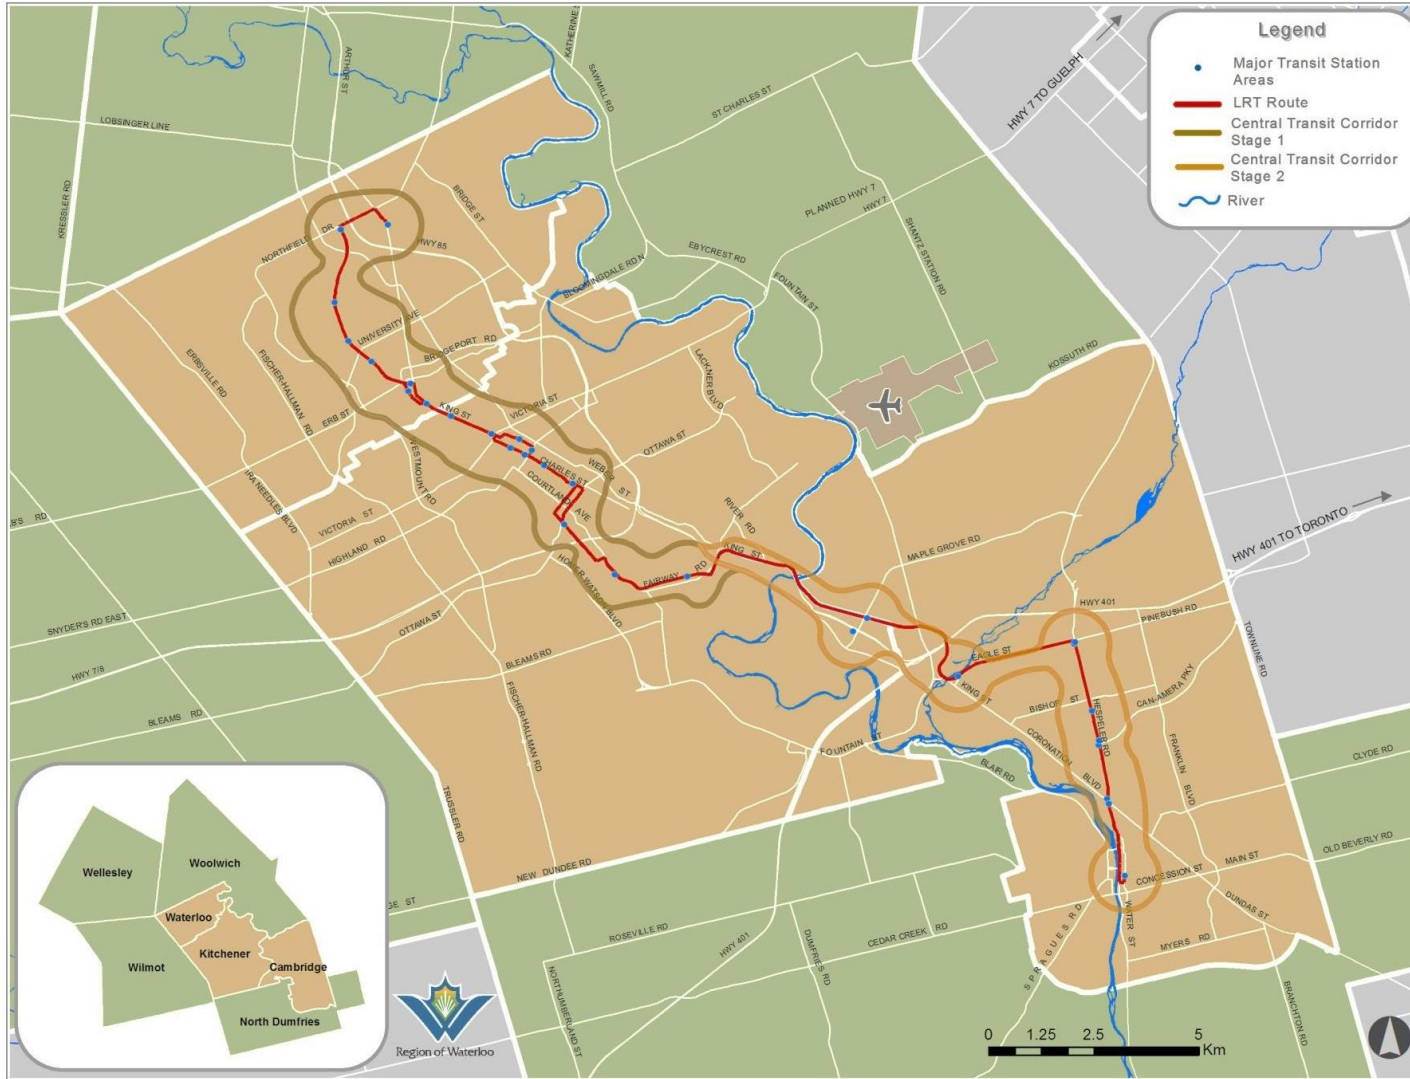 Legend
Major Transit Station
Areas
LRT Route
Central Transit Corridor
Stage 1
Central Transit Corridor
Stage 2
River
ARTHUR ST
KATHERINE
SAWMILL RD
LOBSINGER LINE
ST CHARLES ST
HWY 7 TO GUELPH
KRESSLER RD
BRIDGE ST
PLANNED HWY 7
HWY 7
SHANTZ STATION RD
NORTHFIELD DR
HWY 85
EBYCREST RD
BLOOMINGDALE RD N
FOUNTAIN ST
UNIVERSITY AVE
BRIDGEPORT RD
KOSSUTH RD
ERBSVILLE RD
FISCHER-HALLMAN RD
LACKNER BLVD
ERB ST
KING ST
VICTORIA ST
OTTAWA ST
WESTMOUNT RD
CHARLES ST
WEBER ST
COURTLAND AVE
IRA NEEDLES BLVD
VICTORIA ST
HIGHLAND RD
RIVER RD
HWY 401 TO TORONTO
B'S RD
KING ST
MAPLE GROVE RD
FAIRWAY RD
HOMER WATSON BLVD
HWY 401
PINEBUSH RD
SNYDER'S RD EAST
OTTAWA ST
TOWNLINE RD
HWY 7/8
BLEAMS RD
EAGLE ST
KING ST
CAN-AMERA PKY
BISHOP ST
HESPELER RD
BLEAMS RD
FISCHER-HALLMAN RD
FOUNTAIN ST
CORONATION BLVD
FRANKLIN BLVD
CLYDE RD
BLAIR RD
TRUSSLER RD
OLD BEVERLY RD
NEW DUNDEE RD
MAIN ST
CONCESSION ST
GE ST
DUNDAS ST
ROSEVILLE RD
HWY 401
CEDAR CREEK RD
SPRAGUES RD
WATER ST
MYERS RD
DUMFRIES RD
NORTHUMBERLAND ST
BRANCHTON RD
Wellesley
Woolwich
Waterloo
Kitchener
Wilmot
Cambridge
North Dumfries
Region of Waterloo
0 1.25 2.5 5
Km